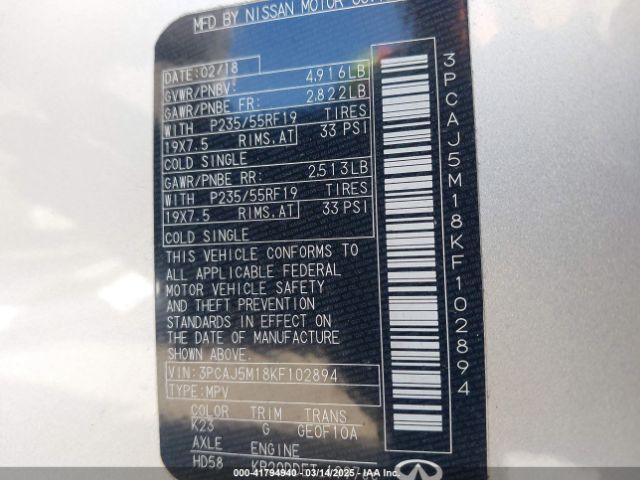 MFD BY NISSAN MOTOR
DATE: 02/18
GVWR/PNBV: 4,916LB
GAWR/PNBE FR: 2,822LB
WITH P235/55RF19 TIRES
19X7.5 RIMS,AT 33 PSI
COLD SINGLE
GAWR/PNBE RR: 2,513LB
WITH P235/55RF19 TIRES
19X7.5 RIMS,AT 33 PSI
COLD SINGLE
THIS VEHICLE CONFORMS TO
ALL APPLICABLE FEDERAL
MOTOR VEHICLE SAFETY
AND THEFT PREVENTION
STANDARDS IN EFFECT ON
THE DATE OF MANUFACTURE
SHOWN ABOVE.
VIN: 3PCAJ5M18KF102894
TYPE: MPV
COLOR TRIM TRANS
K23 G GE0F10A
AXLE ENGINE
HD58
3PCAJ5M18KF102894
00-41794940 - 03/14/2025 - IAA Inc.